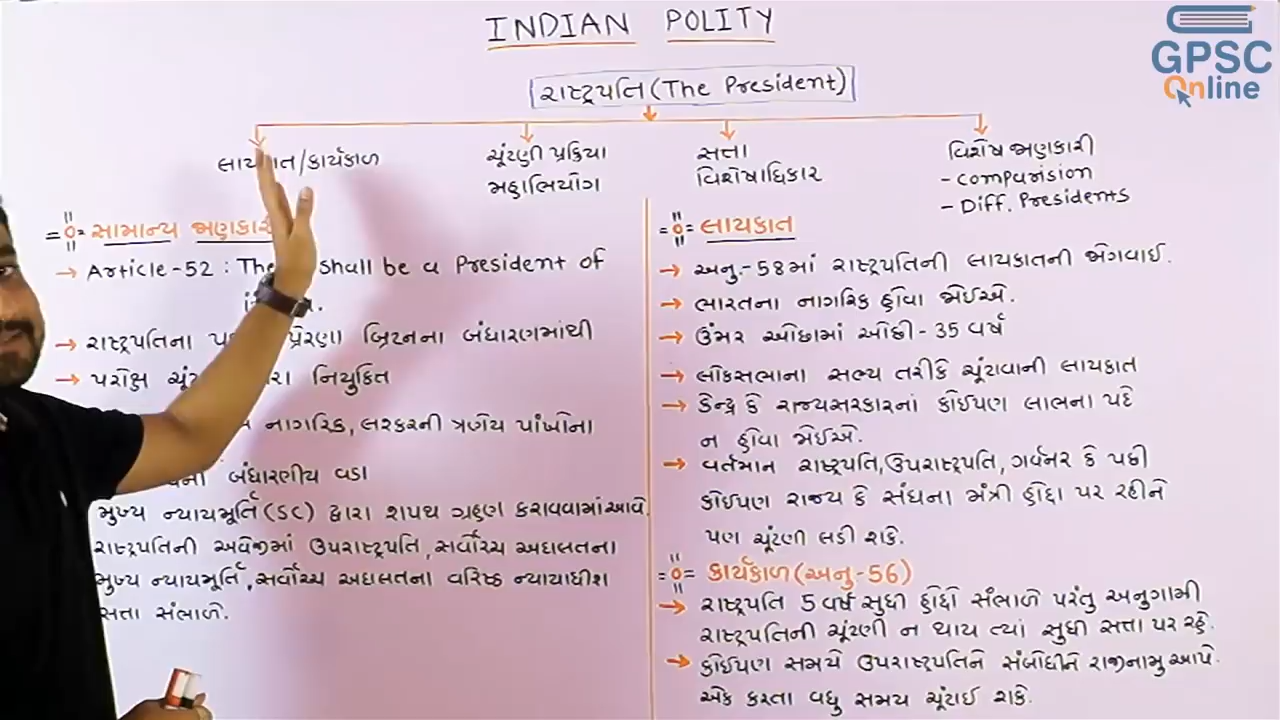 INDIAN POLITY
GPSC
Online
રાષ્ટ્રપતિ (The President)
લાયકાત/કાર્યકાળ
ચૂંટણી પ્રક્રિયા
મહાભિયોગ
સત્તા
વિશેષાધિકાર
વિશેષ જાણકારી
- Compurision
- Diff. Presidents
સામાન્ય જાણકારી
→ Article-52 : The shall be a President of
→ રાષ્ટ્રપતિના પ્રેરણા બ્રિટનના બંધારણમાંથી
→ પરોક્ષ નિયુકિત
નાગરિક, લશ્કરની ત્રણેય પાંખોના
બંધારણીય વડા
મુખ્ય ન્યાયમૂર્તિ (SC) દ્વારા શપથ ગ્રહણ કરાવવામાં આવે.
રાષ્ટ્રપતિની અવેજીમાં ઉપરાષ્ટ્રપતિ, સર્વોચ્ચ અદાલતના
મુખ્ય ન્યાયમૂર્તિ, સર્વોચ્ચ અદાલતના વરિષ્ઠ ન્યાયાધીશ
સત્તા સંભાળે.
લાયકાત
→ અનુ.-58માં રાષ્ટ્રપતિની લાયકાતની જોગવાઈ.
→ ભારતના નાગરિક હોવા જોઈએ.
→ ઉંમર ઓછામાં ઓછી - 35 વર્ષ
→ લોકસભાના સભ્ય તરીકે ચૂંટાવાની લાયકાત
→ કેન્દ્ર કે રાજ્યસરકારનાં કોઈપણ લાભના પદે
ન હોવા જોઈએ.
→ વર્તમાન રાષ્ટ્રપતિ, ઉપરાષ્ટ્રપતિ, ગર્વનર કે પછી
કોઈપણ રાજ્ય કે સંઘના મંત્રી હોદ્દા પર રહીને
પણ ચૂંટણી લડી શકે.
કાર્યકાળ (અનુ-56)
→ રાષ્ટ્રપતિ 5 વર્ષ સુધી હોદ્દો સંભાળે પરંતુ અનુગામી
રાષ્ટ્રપતિની ચૂંટણી ન થાય ત્યાં સુધી સત્તા પર રહે.
→ કોઈપણ સમયે ઉપરાષ્ટ્રપતિને સંબોધીને રાજીનામુ આપે.
એક કરતા વધુ સમય ચૂંટાઈ શકે.